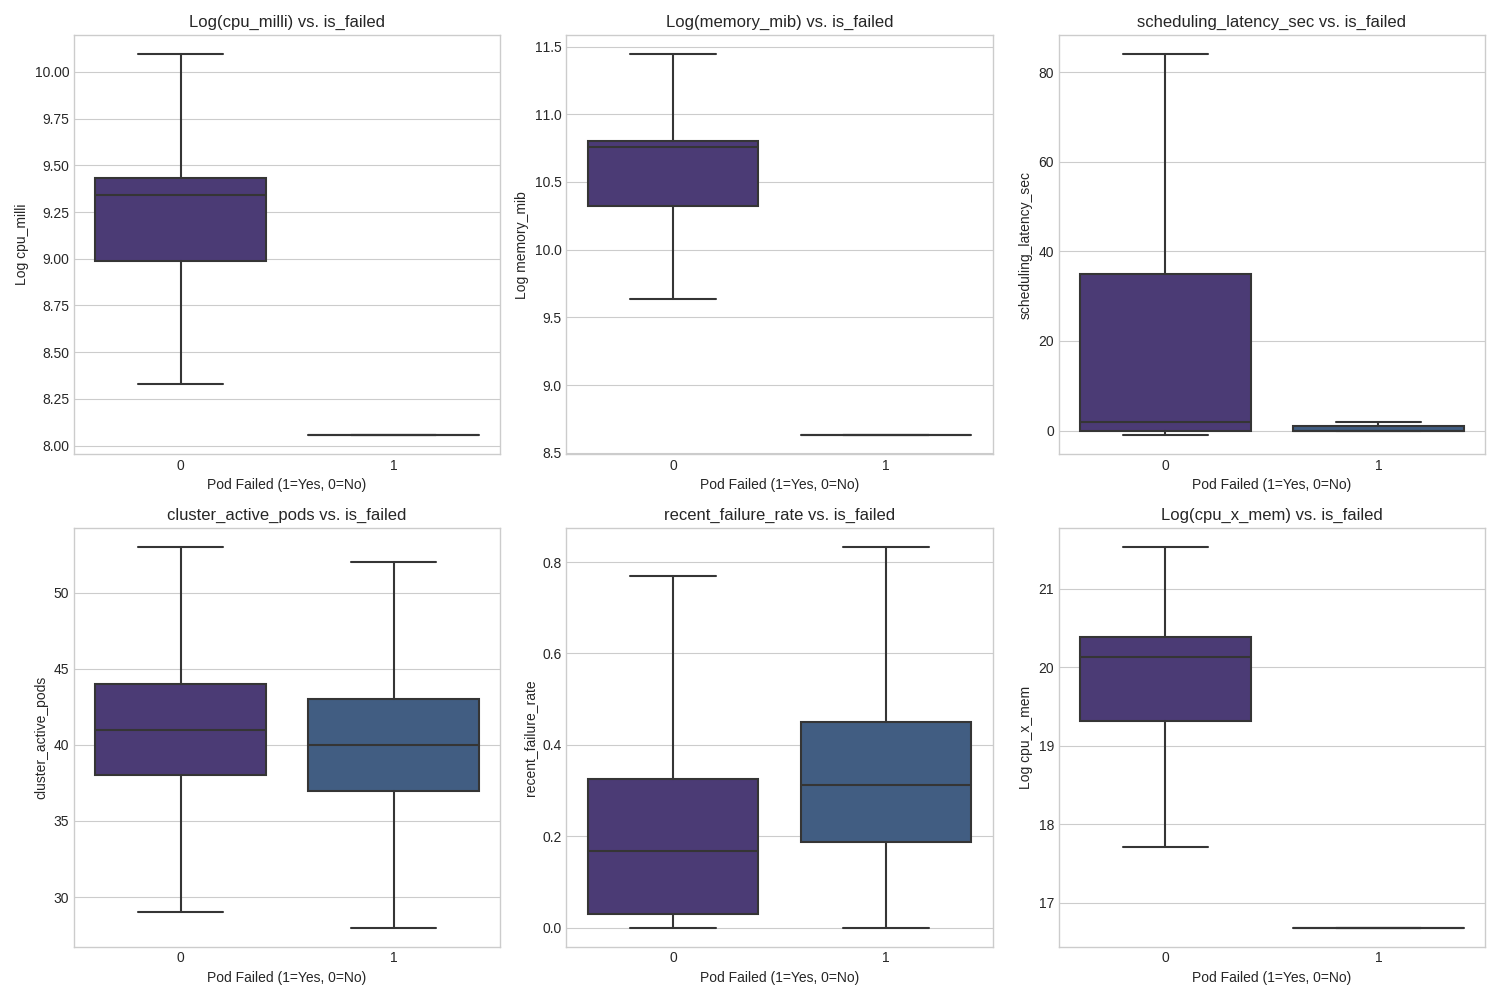 Log(cpu_milli) vs. is_failed
Log cpu_milli
10.00
9.75
9.50
9.25
9.00
8.75
8.50
8.25
8.00
0 1
Pod Failed (1=Yes, 0=No)
Log(memory_mib) vs. is_failed
Log memory_mib
11.5
11.0
10.5
10.0
9.5
9.0
8.5
0 1
Pod Failed (1=Yes, 0=No)
scheduling_latency_sec vs. is_failed
scheduling_latency_sec
80
60
40
20
0
0 1
Pod Failed (1=Yes, 0=No)
cluster_active_pods vs. is_failed
cluster_active_pods
50
45
40
35
30
0 1
Pod Failed (1=Yes, 0=No)
recent_failure_rate vs. is_failed
recent_failure_rate
0.8
0.6
0.4
0.2
0.0
0 1
Pod Failed (1=Yes, 0=No)
Log(cpu_x_mem) vs. is_failed
Log cpu_x_mem
21
20
19
18
17
0 1
Pod Failed (1=Yes, 0=No)